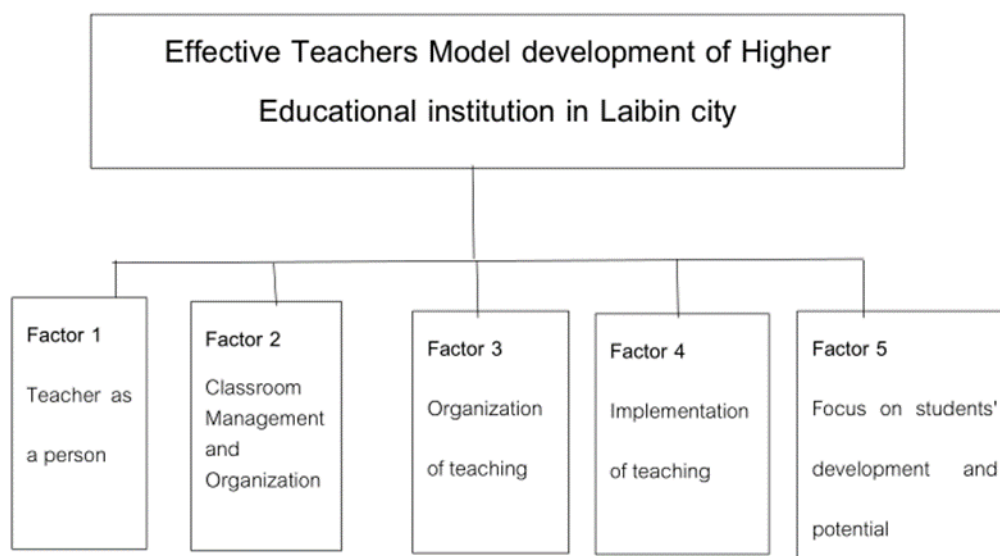 Effective Teachers Model development of Higher
Educational institution in Laibin city
Factor 1
Teacher as
a person
Factor 2
Classroom
Management
and
Organization
Factor 3
Organization
of teaching
Factor 4
Implementation
of teaching
Factor 5
Focus on students'
development and
potential